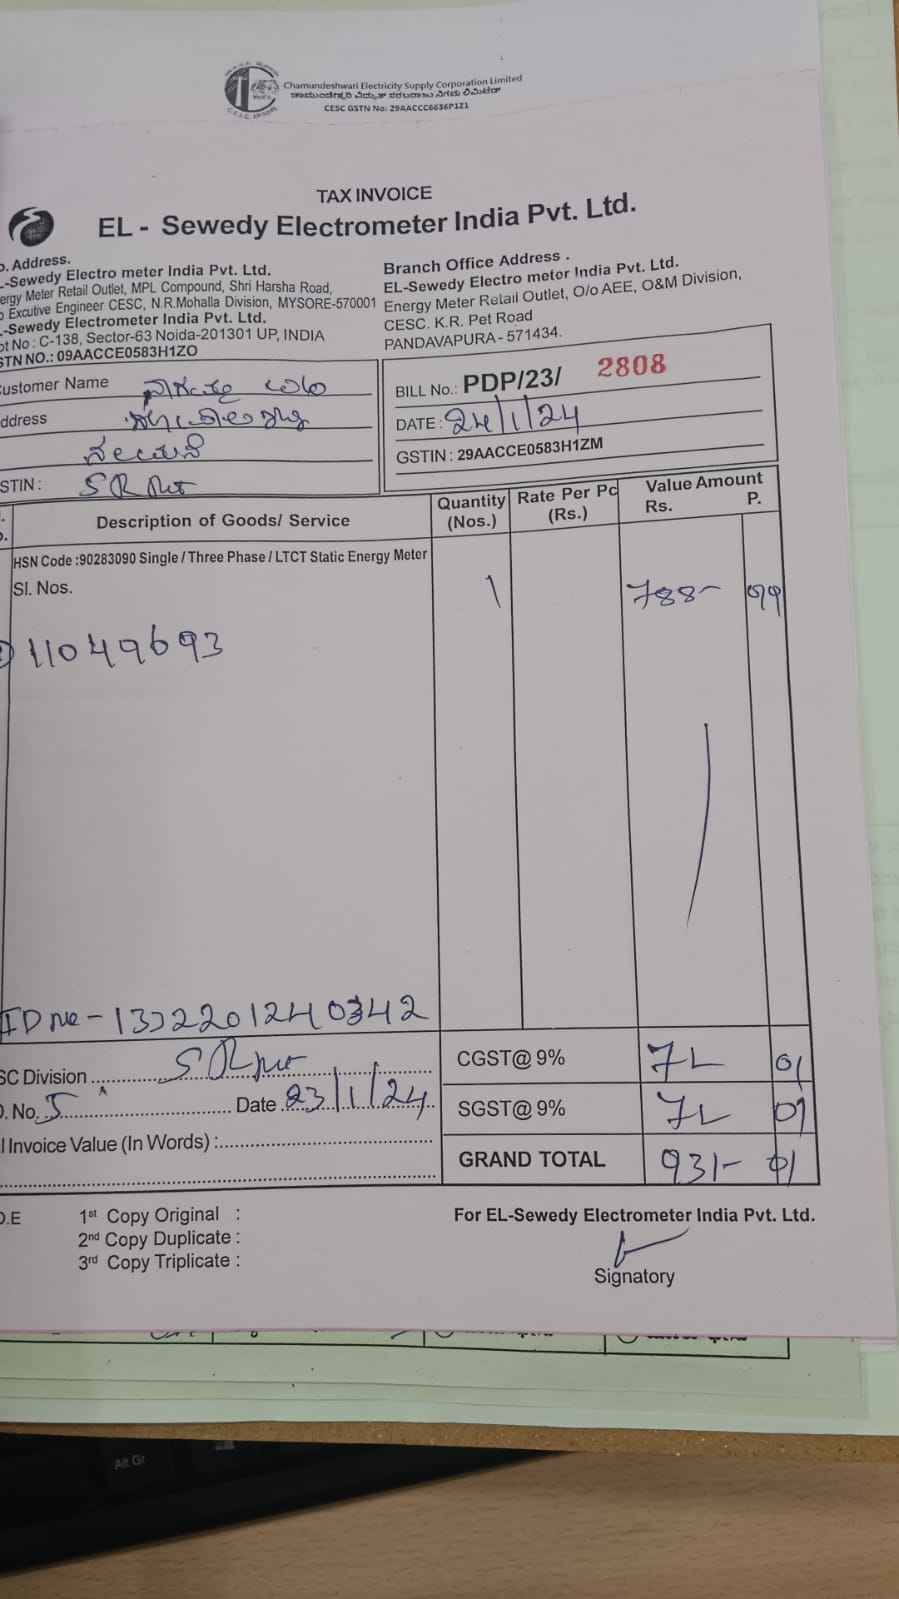 Chamundeshwari Electricity Supply Corporation Limited
ಚಾಮುಂಡೇಶ್ವರಿ ವಿದ್ಯುತ್ ಸರಬರಾಜು ನಿಗಮ ಲಿಮಿಟೆಡ್
CESC GSTN No: 29AACCC6636P1Z1
TAX INVOICE
EL - Sewedy Electrometer India Pvt. Ltd.
Address.
-Sewedy Electro meter India Pvt. Ltd.
ergy Meter Retail Outlet, MPL Compound, Shri Harsha Road,
Excutive Engineer CESC, N.R.Mohalla Division, MYSORE-570001
-Sewedy Electrometer India Pvt. Ltd.
ot No : C-138, Sector-63 Noida-201301 UP, INDIA
STN NO.: 09AACCE0583H1ZO
Branch Office Address .
EL-Sewedy Electro meter India Pvt. Ltd.
Energy Meter Retail Outlet, O/o AEE, O&M Division,
CESC. K.R. Pet Road
PANDAVAPURA - 571434.
ustomer Name
ddress
STIN :
BILL No.: PDP/23/ 2808
DATE : 24/1/24
GSTIN : 29AACCE0583H1ZM
Description of Goods/ Service
Quantity (Nos.)
Rate Per Pc (Rs.)
Value Amount
Rs. P.
HSN Code :90283090 Single / Three Phase / LTCT Static Energy Meter
Sl. Nos.
1 788- 99
11049693
SC Division
No. 5 Date 23/1/24
l Invoice Value (In Words) :
CGST@ 9% 71 01
SGST@ 9% 71 01
GRAND TOTAL 931- 01
O.E
1st Copy Original :
2nd Copy Duplicate :
3rd Copy Triplicate :
For EL-Sewedy Electrometer India Pvt. Ltd.
Signatory
Alt Gr